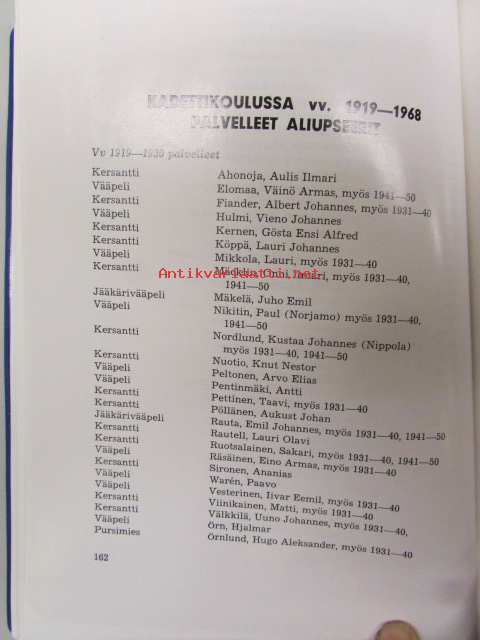 KADETTIKOULUSSA vv. 1919—1968
PALVELLEET ALIUPSEERIT
Vv 1919—1930 palvelleet
Kersantti Ahonoja, Aulis Ilmari
Vääpeli Elomaa, Väinö Armas, myös 1941—50
Kersantti Fiander, Albert Johannes, myös 1931—40
Vääpeli Hulmi, Vieno Johannes
Kersantti Kernen, Gösta Ensi Alfred
Kersantti Köppä, Lauri Johannes
Vääpeli Mikkola, Lauri, myös 1931—40
Kersantti Mäcklin, Onni Imari, myös 1931—40,
1941—50
Antikvariaatti.net
Jääkärivääpeli Mäkelä, Juho Emil
Vääpeli Nikitin, Paul (Norjamo) myös 1931—40,
1941—50
Kersantti Nordlund, Kustaa Johannes (Nippola)
myös 1931—40, 1941—50
Kersantti Nuotio, Knut Nestor
Vääpeli Peltonen, Arvo Elias
Vääpeli Pentinmäki, Antti
Kersantti Pettinen, Taavi, myös 1931—40
Jääkärivääpeli Pöllänen, Aukust Johan
Kersantti Rauta, Emil Johannes, myös 1931—40, 1941—50
Kersantti Rautell, Lauri Olavi
Vääpeli Ruotsalainen, Sakari, myös 1931—40, 1941—50
Kersantti Räsäinen, Eino Armas, myös 1931—40
Vääpeli Sironen, Ananias
Vääpeli Warén, Paavo
Kersantti Vesterinen, Iivar Eemil, myös 1931—40
Kersantti Viinikainen, Matti, myös 1931—40
Vääpeli Välkkilä, Uuno Johannes, myös 1931—40,
Pursimies Örn, Hjalmar
Örnlund, Hugo Aleksander, myös 1931—40
162